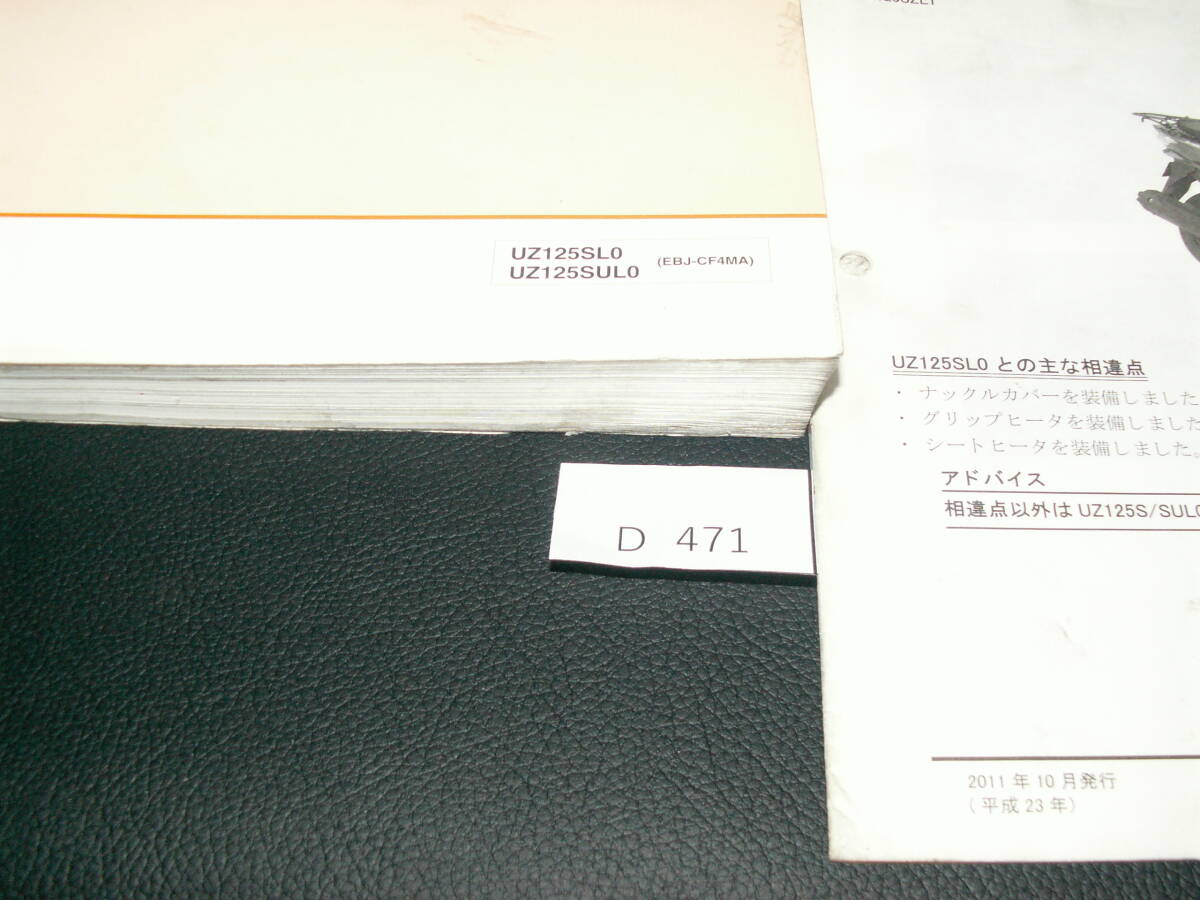 UZ125SL0
UZ125SUL0
(EBJ-CF4MA)
D 471
UZ125SL0 との主な相違点
・ ナックルカバーを装備しました
・ グリップヒータを装備しました
・ シートヒータを装備しました。
アドバイス
相違点以外は UZ125S/SUL0
2011 年 10 月発行
(平成 23 年)